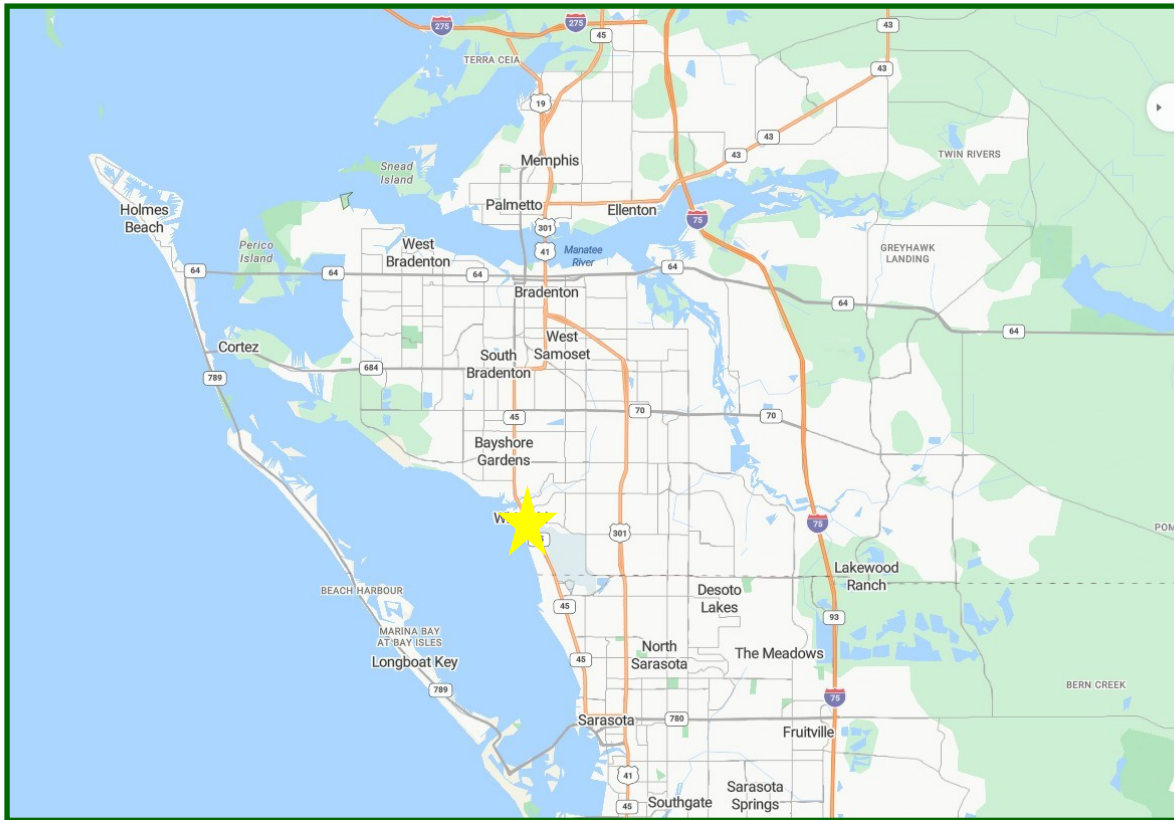 275
275
43
45
TERRA CEIA
43
19
43
43
TWIN RIVERS
Memphis
Snead
Island
Holmes
Beach
Palmetto
Ellenton
75
301
Perico
Island
West
Bradenton
41
Manatee
River
GREYHAWK
LANDING
64
64
64
64
64
64
Bradenton
Cortez
West
Samoset
South
Bradenton
684
789
45
70
70
Bayshore
Gardens
75
301
Lakewood
Ranch
BEACH HARBOUR
Desoto
Lakes
45
93
MARINA BAY
AT BAY ISLES
Longboat Key
North
Sarasota
The Meadows
45
789
75
BERN CREEK
Sarasota
780
Fruitville
41
Southgate
Sarasota
Springs
45